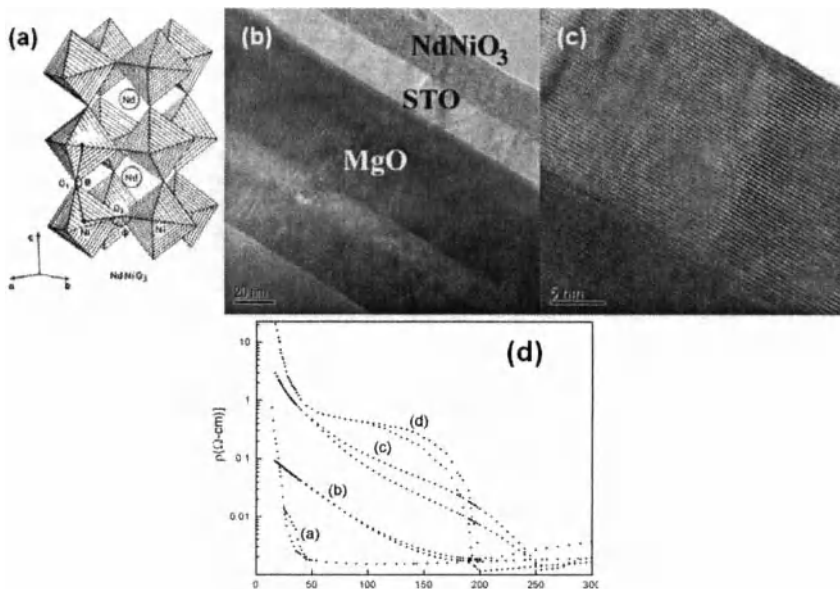 (a)
Nd
Nd
O₁ θ
O₂
Ni Φ Ni
c
a b
NdNiO₃
(b)
NdNiO₃
STO
MgO
20 nm
(c)
5 nm
(d)
ρ(Ω-cm)]
10
1
0.1
0.01
(d)
(c)
(b)
(a)
0 50 100 150 200 250 300